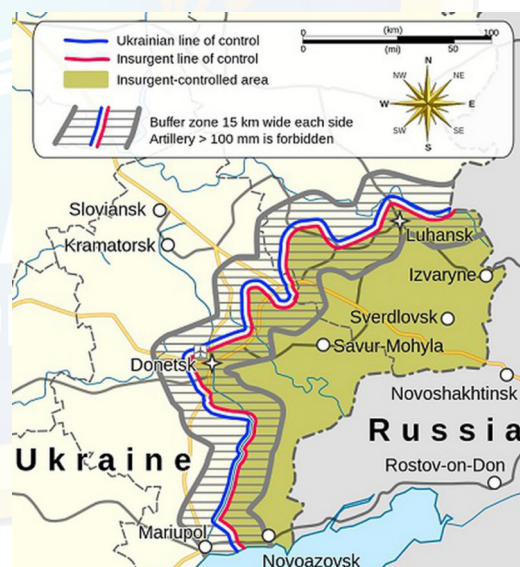 (km)
0 100
0 50
(mi)
Ukrainian line of control
Insurgent line of control
Insurgent-controlled area
Buffer zone 15 km wide each side
Artillery > 100 mm is forbidden
N
NW NE
W E
SW SE
S
Sloviansk
Kramatorsk
Luhansk
Izvaryne
Sverdlovsk
Savur-Mohyla
Donetsk
Novoshakhtinsk
Russia
Ukraine
Rostov-on-Don
Mariupol
Novoazovsk